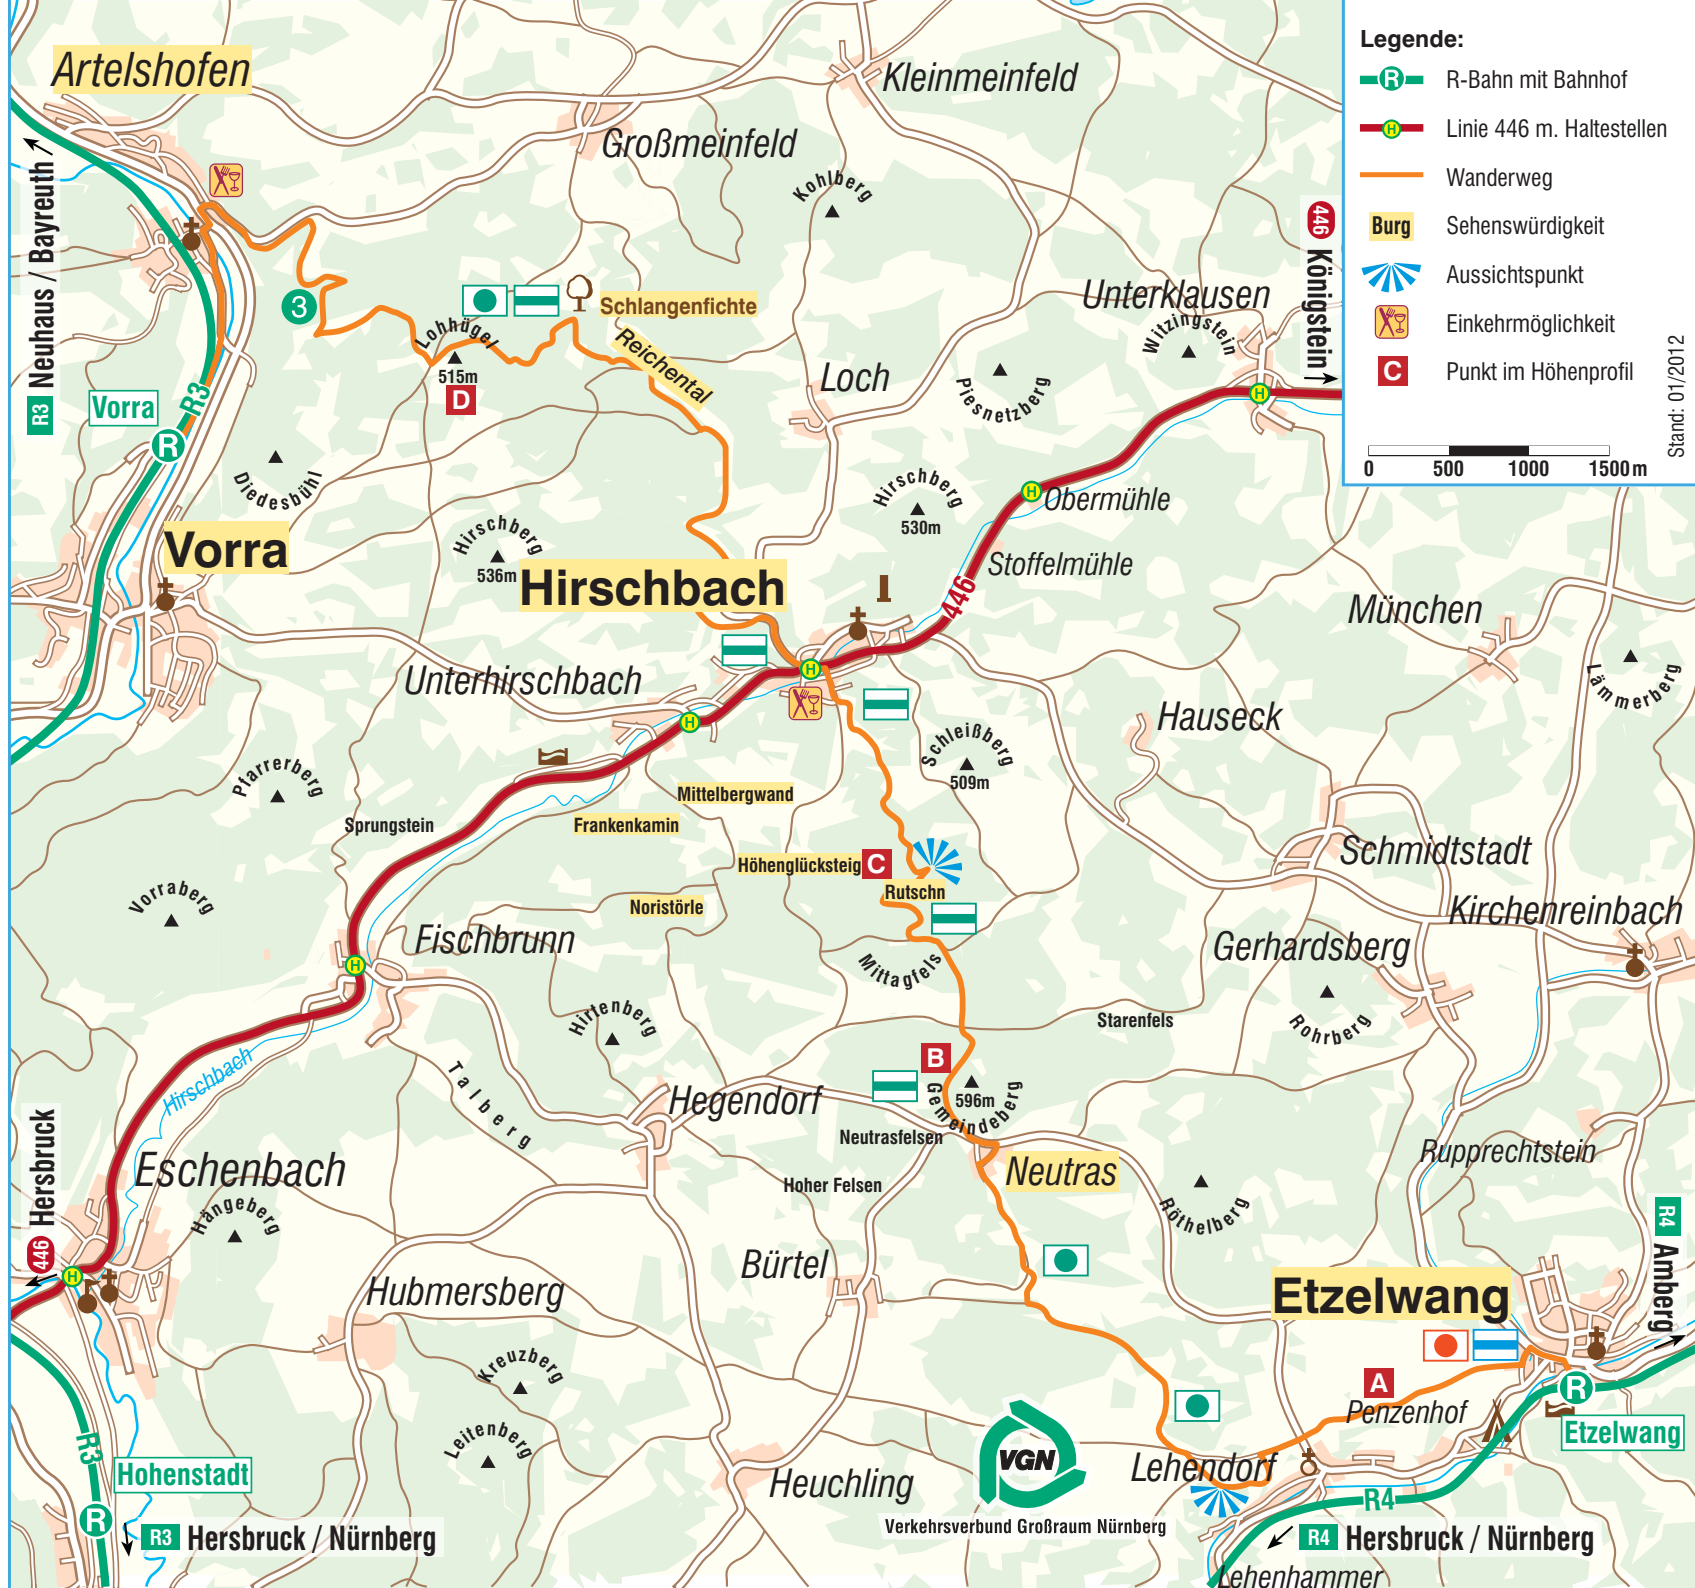 Artelshofen
Kleinmeinfeld
Großmeinfeld
Kohlberg
Legende:
R
R-Bahn mit Bahnhof
H
Linie 446 m. Haltestellen
Wanderweg
Burg
Sehenswürdigkeit
Aussichtspunkt
Einkehrmöglichkeit
C
Punkt im Höhenprofil
0
500
1000
1500 m
Stand: 01/2012
R3 Neuhaus / Bayreuth
3
Schlangenfichte
Lohhügel
515m
D
Reichental
Unterklausen
Witzingstein
446 Königstein
Loch
Piesnetzberg
H
Vorra
R3
R
Diedesbühl
Hirschberg
536m
Hirschberg
530m
H
Obermühle
Stoffelmühle
446
Vorra
Hirschbach
München
Lämmerberg
Unterhirschbach
H
H
Hauseck
Schleißberg
509m
Pfarrerberg
Mittelbergwand
Sprungstein
Frankenkamin
Höhenglücksteig
C
Rutschn
Schmidtstadt
Vorraberg
Noristörle
Kirchenreinbach
Fischbrunn
H
Mittagfels
Gerhardsberg
Hirtenberg
Starenfels
Rohrberg
Hirschbach
Talberg
B
Gemeindeberg
596m
Hegendorf
Neutrasfelsen
Rupprechtstein
Hersbruck
446
Eschenbach
Hoher Felsen
Neutras
Röthelberg
Hängeberg
R4 Amberg
H
Bürtel
Hubmersberg
Etzelwang
Kreuzberg
A
Penzenhof
R
Etzelwang
Leitenberg
R3
Hohenstadt
R
VGN
Lehendorf
Heuchling
R4
Verkehrsverbund Großraum Nürnberg
R3 Hersbruck / Nürnberg
R4 Hersbruck / Nürnberg
Lehenhammer